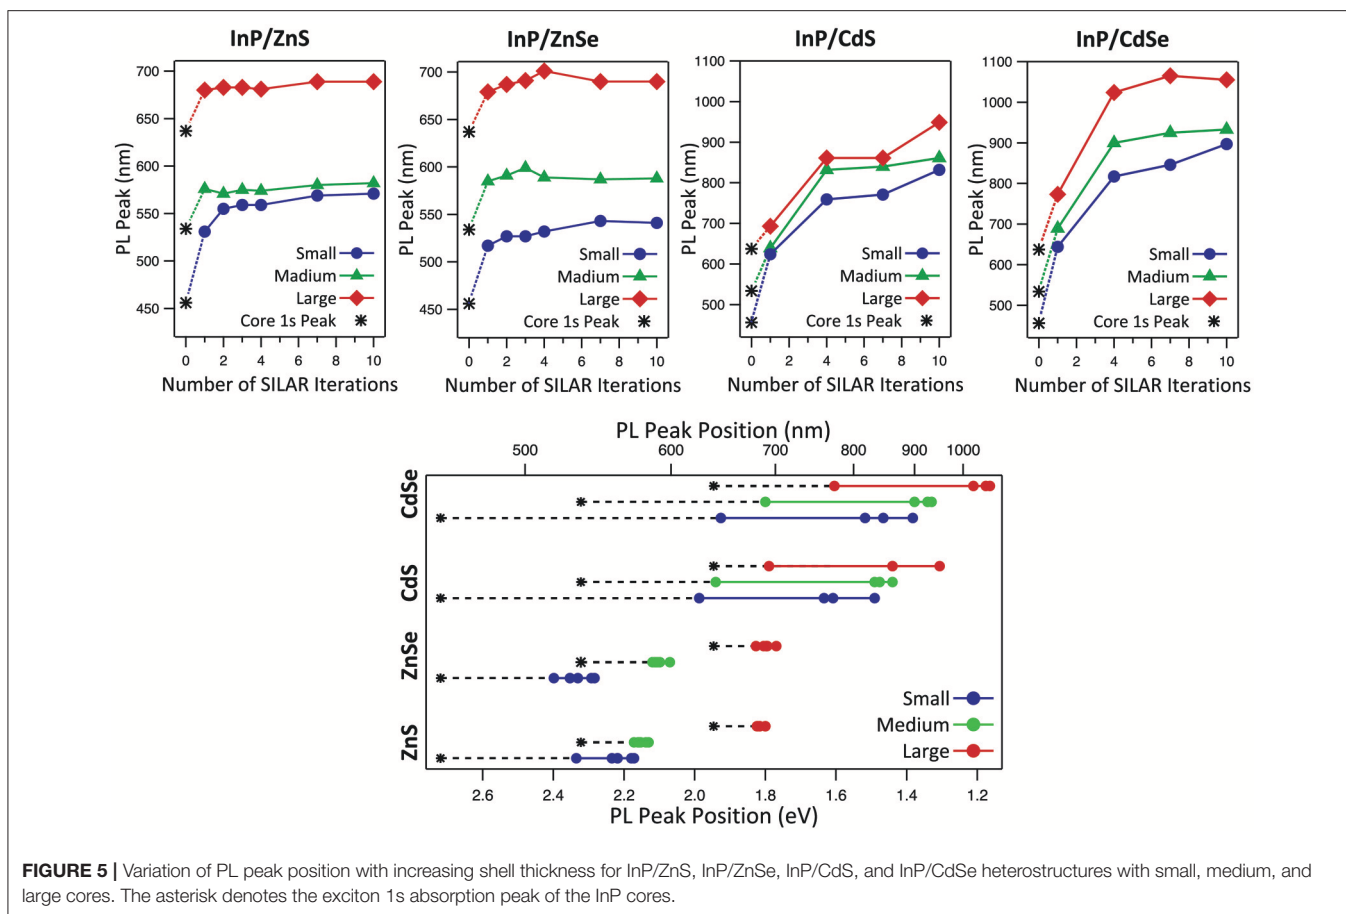 InP/ZnS
InP/ZnSe
InP/CdS
InP/CdSe
PL Peak (nm)
700
650
600
550
500
450
Small
Madium
Large
Core 1s Peak
0 2 4 6 8 10
Number of SILAR Iterations
PL Peak (nm)
700
650
600
550
500
450
Small
Madium
Large
Core 1s Peak
0 2 4 6 8 10
Number of SILAR Iterations
PL Peak (nm)
1100
1000
900
800
700
600
500
Small
Madium
Large
Core 1s Peak
0 2 4 6 8 10
Number of SILAR Iterations
PL Peak (nm)
1100
1000
900
800
700
600
500
Small
Madium
Large
Core 1s Peak
0 2 4 6 8 10
Number of SILAR Iterations
PL Peak Position (nm)
500 600 700 800 900 1000
CdSe
CdS
ZnSe
ZnS
Small
Medium
Large
2.6 2.4 2.2 2.0 1.8 1.6 1.4 1.2
PL Peak Position (eV)
FIGURE 5 | Variation of PL peak position with increasing shell thickness for InP/ZnS, InP/ZnSe, InP/CdS, and InP/CdSe heterostructures with small, medium, and
large cores. The asterisk denotes the exciton 1s absorption peak of the InP cores.